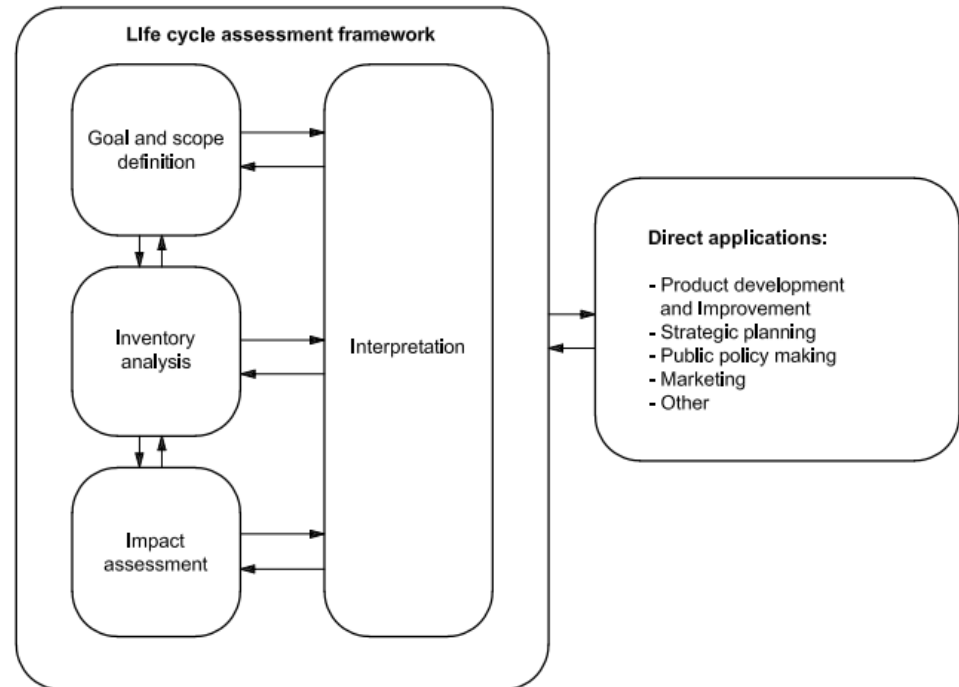 Life cycle assessment framework
Goal and scope
definition
Inventory
analysis
Impact
assessment
Interpretation
Direct applications:
- Product development
and Improvement
- Strategic planning
- Public policy making
- Marketing
- Other